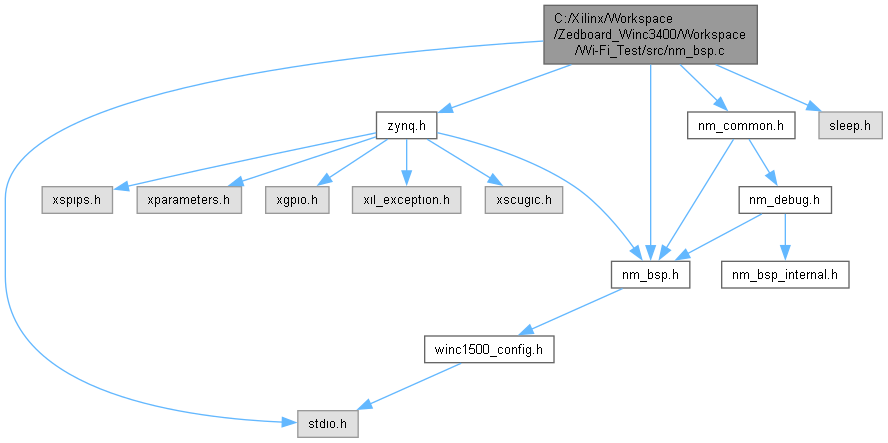 C:/Xilinx/Workspace
/Zedboard_Winc3400/Workspace
/Wi-Fi_Test/src/nm_bsp.c
zynq.h
nm_common.h
sleep.h
xspips.h
xparameters.h
xgpio.h
xil_exception.h
xscugic.h
nm_debug.h
nm_bsp.h
nm_bsp_internal.h
winc1500_config.h
stdio.h